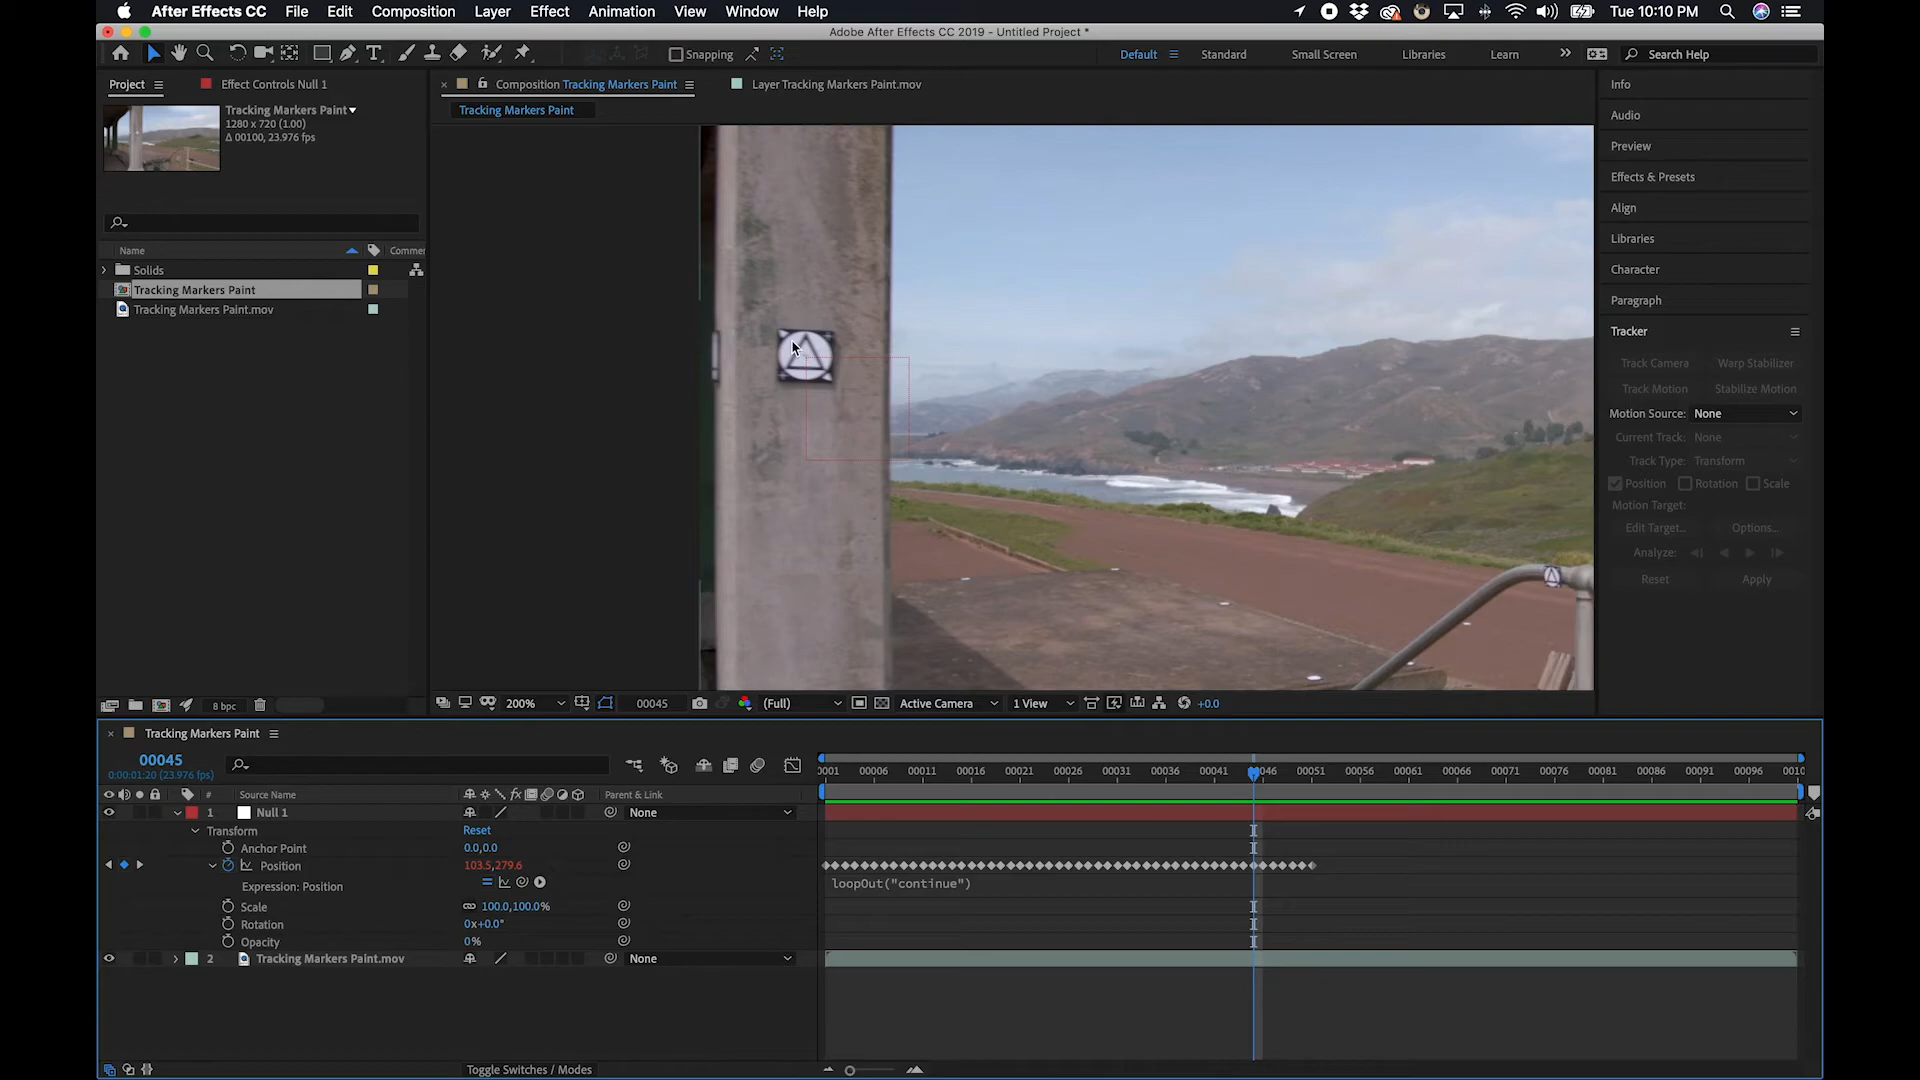 After Effects CC File Edit Composition Layer Effect Animation View Window Help Tue 10:10 PM
Adobe After Effects CC 2019 - Untitled Project *
Snapping Default Standard Small Screen Libraries Learn Search Help
Project Effect Controls Null 1
Composition Tracking Markers Paint
Layer Tracking Markers Paint.mov
Tracking Markers Paint
Tracking Markers Paint
1280 x 720 (1.00)
Δ 00100, 23.976 fps
Name Commer
Solids
Tracking Markers Paint
Tracking Markers Paint.mov
8 bpc
200% 00045 (Full) Active Camera 1 View +0.0
Info
Audio
Preview
Effects & Presets
Align
Libraries
Character
Paragraph
Tracker
Track Camera Warp Stabilizer
Track Motion Stabilize Motion
Motion Source: None
Current Track: None
Track Type: Transform
Position Rotation Scale
Motion Target:
Edit Target... Options...
Analyze:
Reset Apply
Tracking Markers Paint
00045
0:00:01:20 (23.976 fps)
0001 00006 00011 00016 00021 00026 00031 00036 00041 00046 00051 00056 00061 00066 00071 00076 00081 00086 00091 00096 0010
# Source Name Parent & Link
1 Null 1 None
Transform Reset
Anchor Point 0.0,0.0
Position 103.5,279.6
Expression: Position loopOut("continue")
Scale 100.0,100.0%
Rotation 0x+0.0°
Opacity 0%
2 Tracking Markers Paint.mov None
Toggle Switches / Modes